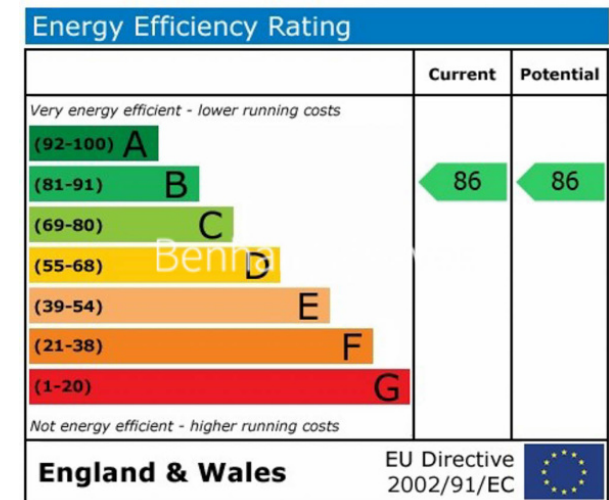 Energy Efficiency Rating
Current Potential
Very energy efficient - lower running costs
(92-100) A
(81-91) B 86 86
(69-80) C
(55-68) D
(39-54) E
(21-38) F
(1-20) G
Not energy efficient - higher running costs
England & Wales
EU Directive
2002/91/EC